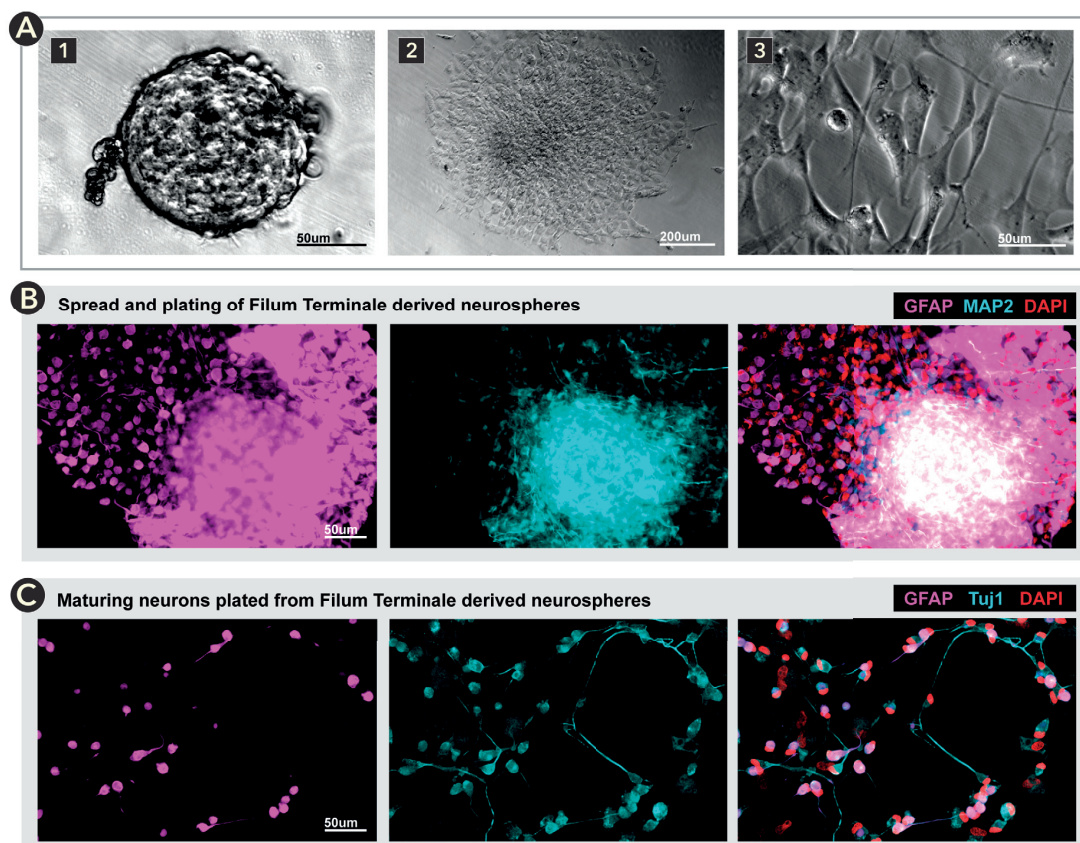 A
1
2
3
50um
200um
50um
B
Spread and plating of Filum Terminale derived neurospheres
GFAP MAP2 DAPI
50um
C
Maturing neurons plated from Filum Terminale derived neurospheres
GFAP Tuj1 DAPI
50um